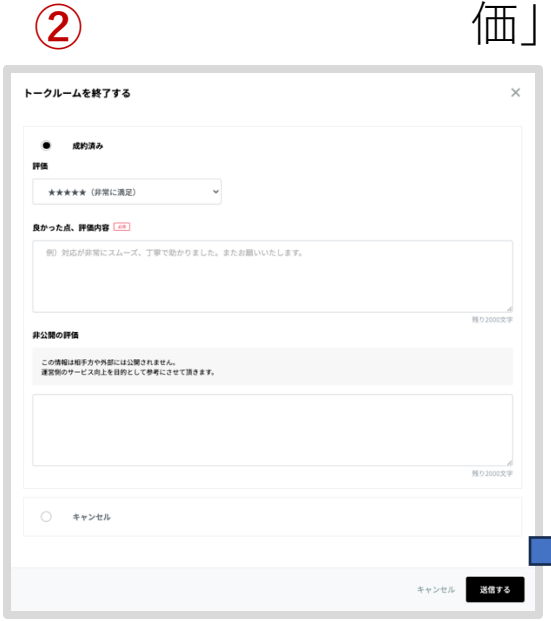 ②
価」
トークルームを終了する
成約済み
評価
★★★★★（非常に満足）
良かった点、評価内容 必須
例）対応が非常にスムーズ、丁寧で助かりました。またお願いいたします。
残り2000文字
非公開の評価
この情報は相手方や外部には公開されません。
運営側のサービス向上を目的として参考にさせて頂きます。
残り2000文字
キャンセル
キャンセル 送信する